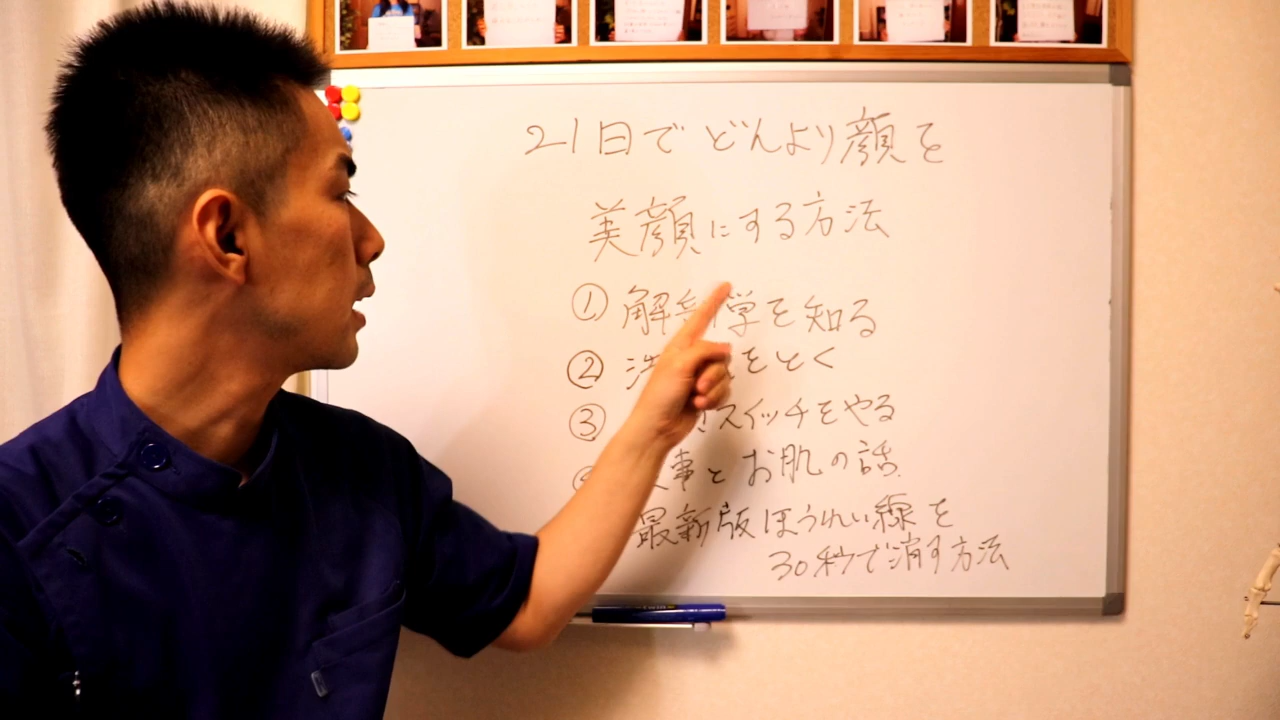 21日でどんより顔を
美顔にする方法
① 解剖学を知る
② 洗 をとく
③ スイッチをやる
事とお肌の話
最新版ほうれい線を
30秒で消す方法